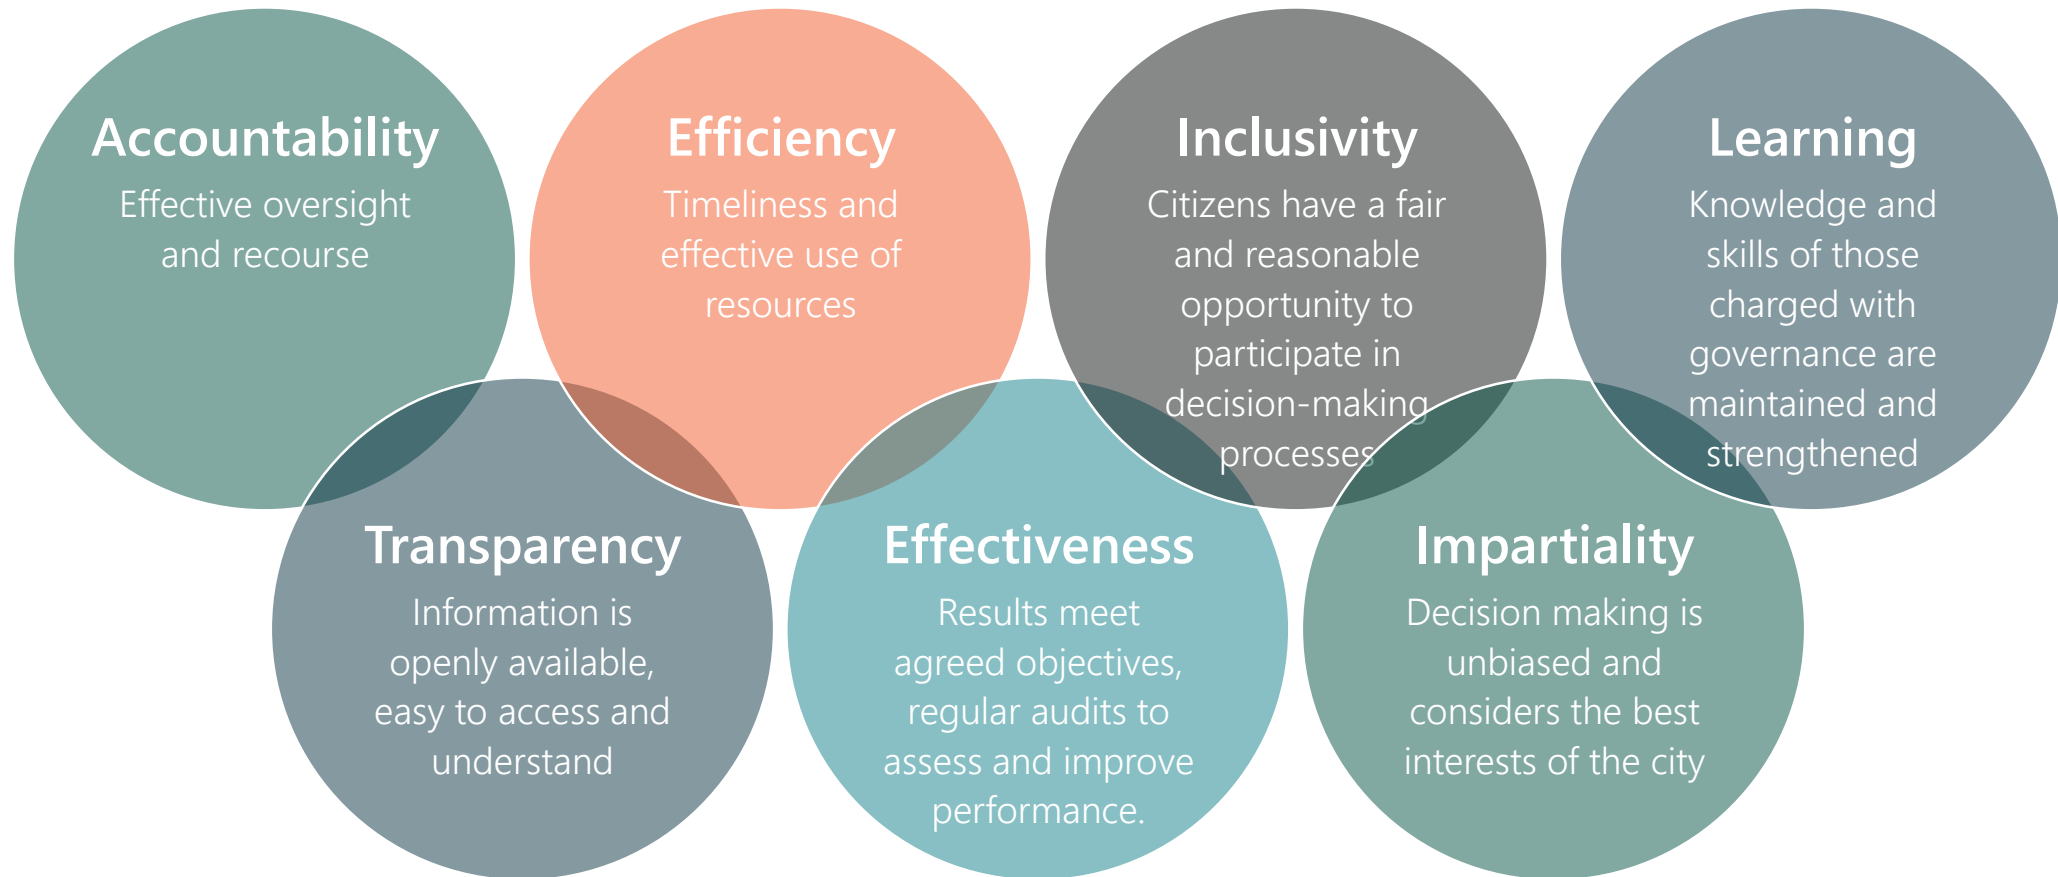 Accountability
Effective oversight
and recourse
Efficiency
Timeliness and
effective use of
resources
Inclusivity
Citizens have a fair
and reasonable
opportunity to
participate in
decision-making
processes
Learning
Knowledge and
skills of those
charged with
governance are
maintained and
strengthened
Transparency
Information is
openly available,
easy to access and
understand
Effectiveness
Results meet
agreed objectives,
regular audits to
assess and improve
performance.
Impartiality
Decision making is
unbiased and
considers the best
interests of the city